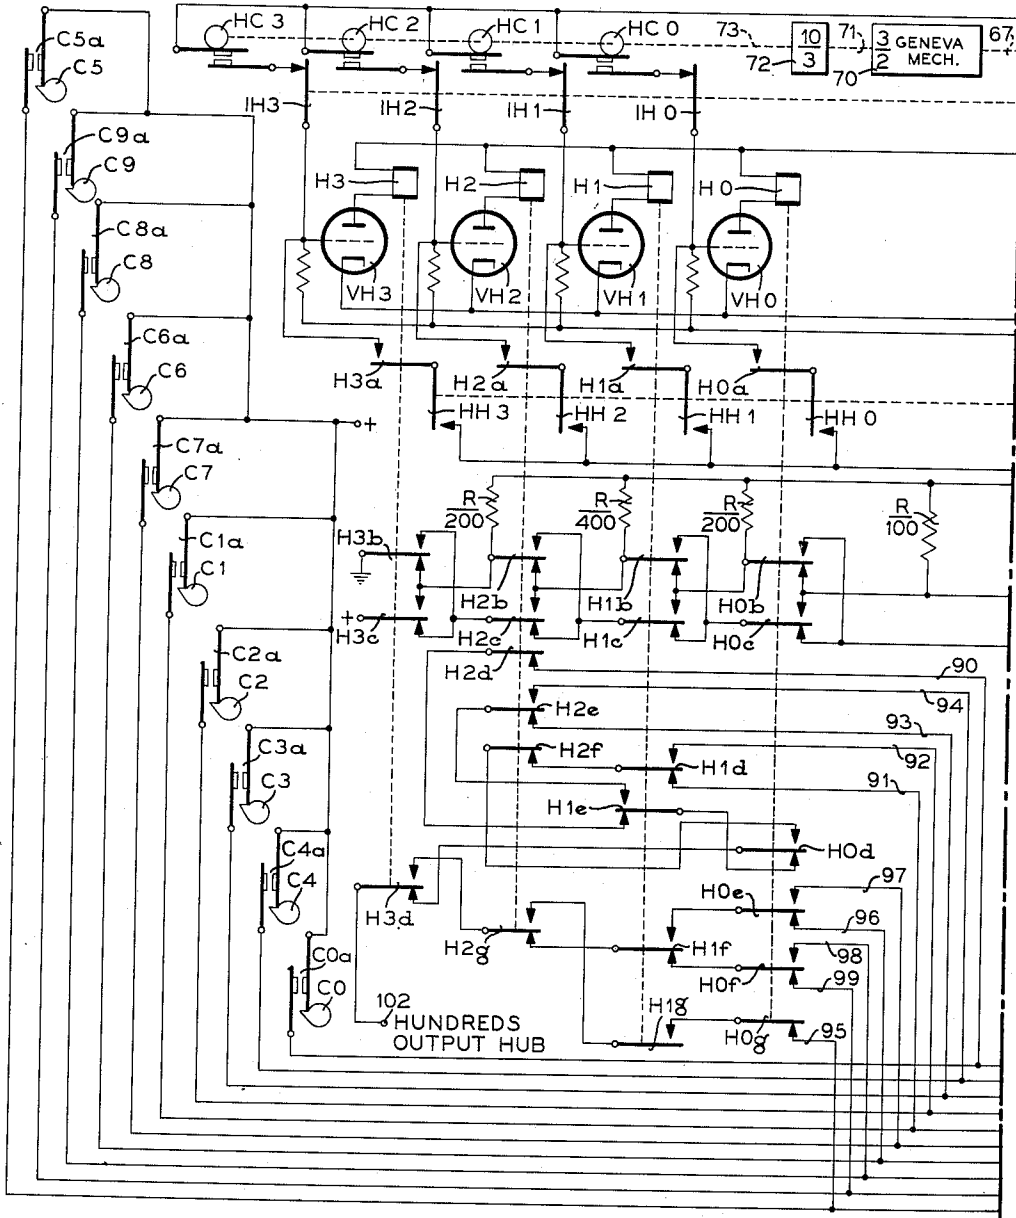 HC 3
HC 2
HC 1
HC 0
73
10
3
72
71
3
2
GENEVA
MECH.
70
67
C5a
C5
IH3
IH2
IH1
IH0
C9a
C9
H3
H2
H1
H0
C8a
C8
VH3
VH2
VH1
VH0
C6a
C6
H3a
H2a
H1a
H0a
HH 3
HH 2
HH 1
HH 0
+
C7a
C7
R
200
R
400
R
200
R
100
H3b
C1a
C1
H2b
H1b
H0b
+
H3c
H2c
H1c
H0c
H2d
90
94
C2a
C2
H2e
93
H2f
92
C3a
C3
H1d
91
H1e
H0d
C4a
C4
97
H3d
H0e
96
H2g
H1f
98
C0a
C0
H0f
99
102
HUNDREDS
OUTPUT HUB
H1g
H0g
95